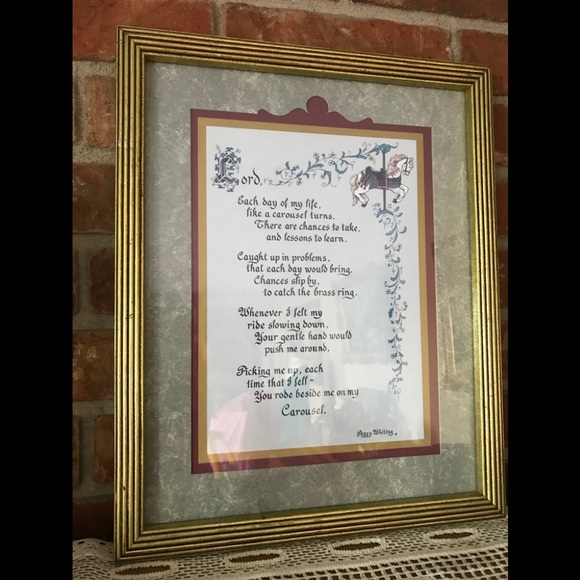 Lord,
Each day of my life,
like a carousel turns.
There are chances to take,
and lessons to learn.
Caught up in problems,
that each day would bring.
Chances slip by,
to catch the brass ring.
Whenever I felt my
ride slowing down,
Your gentle hand would
push me around.
Picking me up, each
time that I fell-
You rode beside me on my
Carousel.
Peggy Whiting